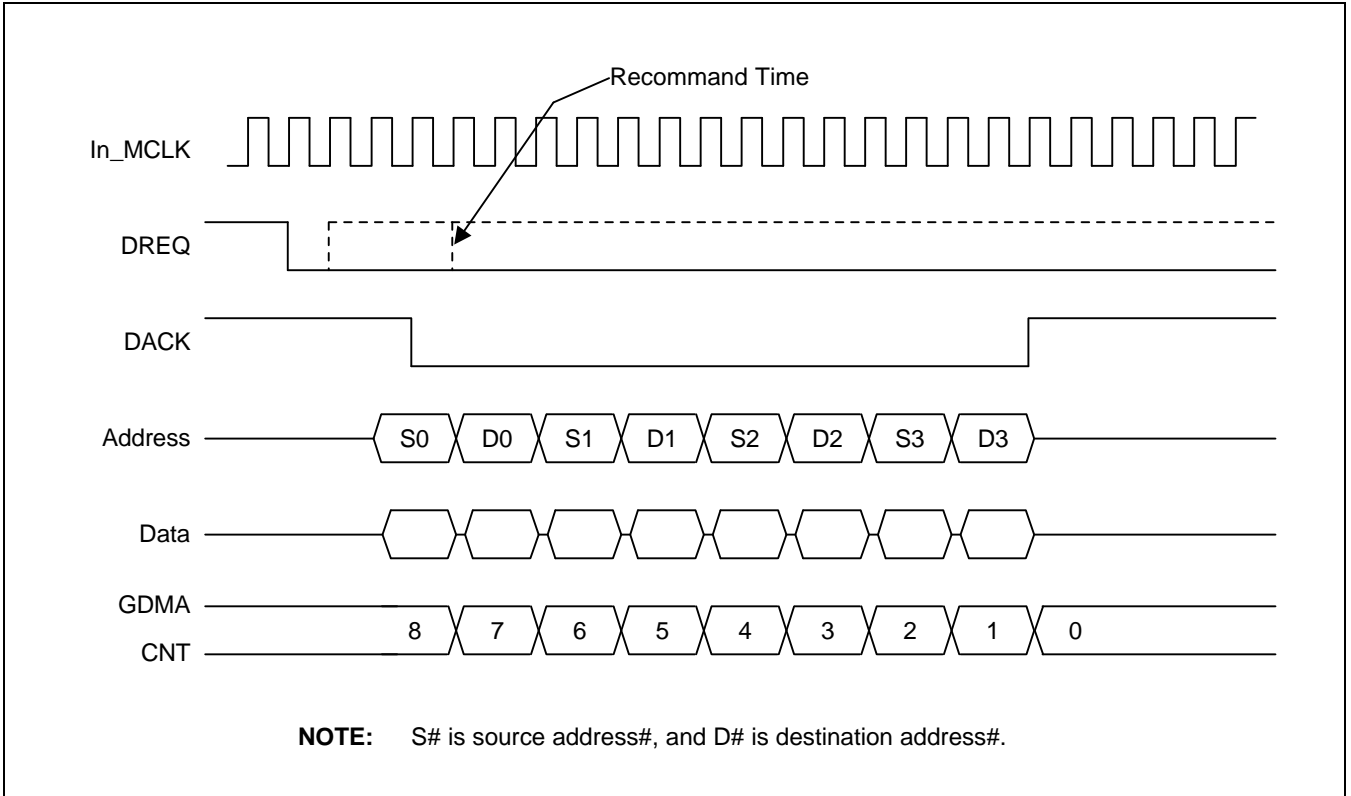 Recommand Time
In_MCLK
DREQ
DACK
Address S0 D0 S1 D1 S2 D2 S3 D3
Data
GDMA
CNT
8 7 6 5 4 3 2 1 0
NOTE: S# is source address#, and D# is destination address#.